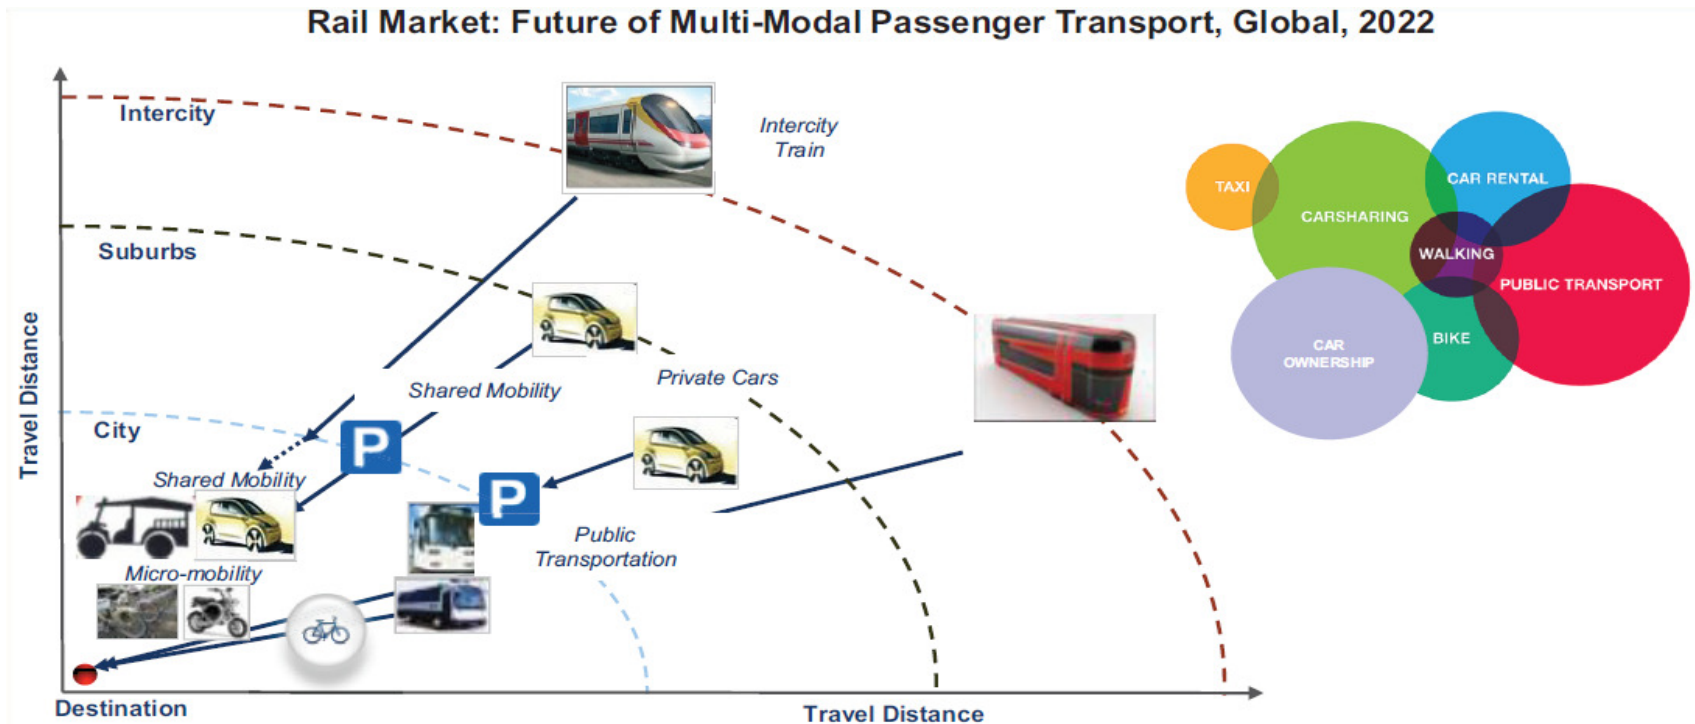 Rail Market: Future of Multi-Modal Passenger Transport, Global, 2022
Intercity
Intercity
Train
Suburbs
Shared Mobility
Private Cars
City
P
Shared Mobility
P
Public
Transportation
Micro-mobility
Travel Distance
Destination
Travel Distance
TAXI
CARSHARING
CAR RENTAL
WALKING
PUBLIC TRANSPORT
BIKE
CAR
OWNERSHIP